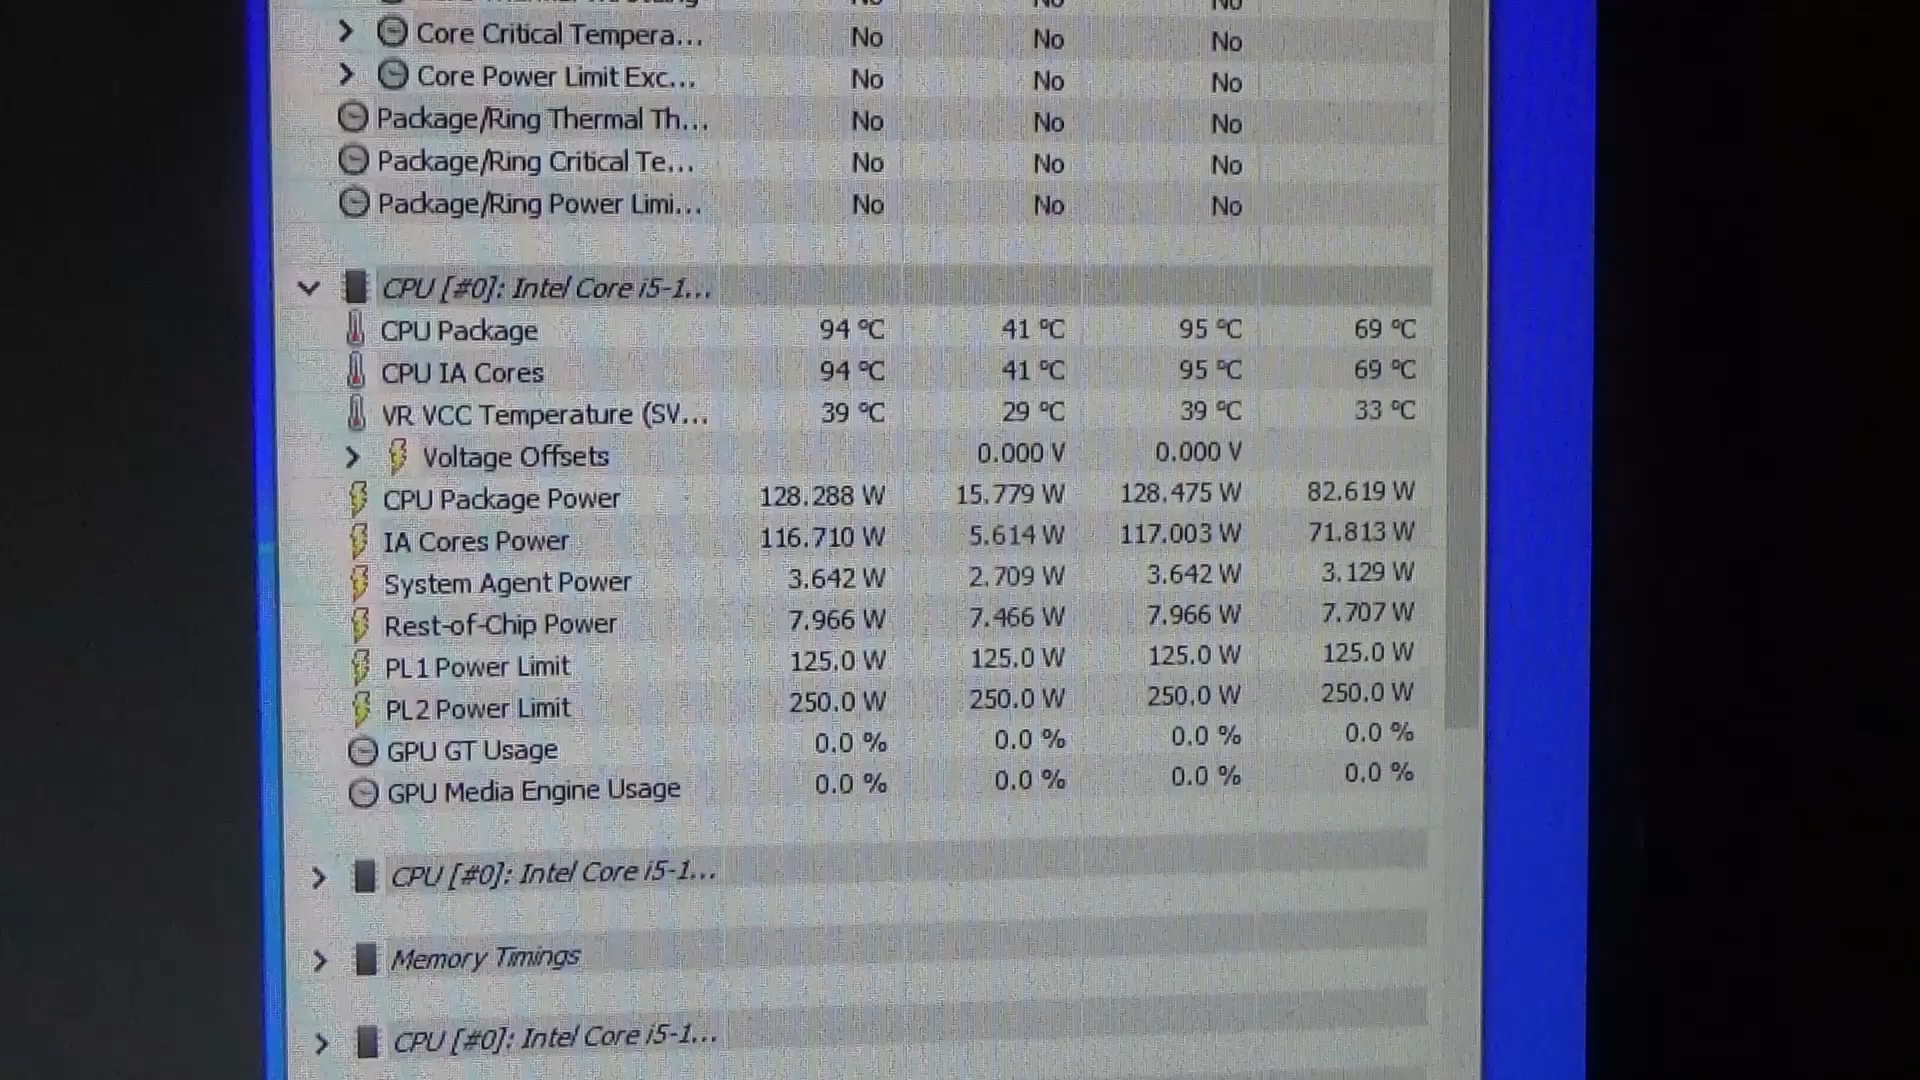 No No No
Core Critical Tempera... No No No
Core Power Limit Exc... No No No
Package/Ring Thermal Th... No No No
Package/Ring Critical Te... No No No
Package/Ring Power Limi... No No No
CPU [#0]: Intel Core i5-1...
CPU Package 94 °C 41 °C 95 °C 69 °C
CPU IA Cores 94 °C 41 °C 95 °C 69 °C
VR VCC Temperature (SV... 39 °C 29 °C 39 °C 33 °C
Voltage Offsets 0.000 V 0.000 V
CPU Package Power 128.288 W 15.779 W 128.475 W 82.619 W
IA Cores Power 116.710 W 5.614 W 117.003 W 71.813 W
System Agent Power 3.642 W 2.709 W 3.642 W 3.129 W
Rest-of-Chip Power 7.966 W 7.466 W 7.966 W 7.707 W
PL1 Power Limit 125.0 W 125.0 W 125.0 W 125.0 W
PL2 Power Limit 250.0 W 250.0 W 250.0 W 250.0 W
GPU GT Usage 0.0 % 0.0 % 0.0 % 0.0 %
GPU Media Engine Usage 0.0 % 0.0 % 0.0 % 0.0 %
CPU [#0]: Intel Core i5-1...
Memory Timings
CPU [#0]: Intel Core i5-1...